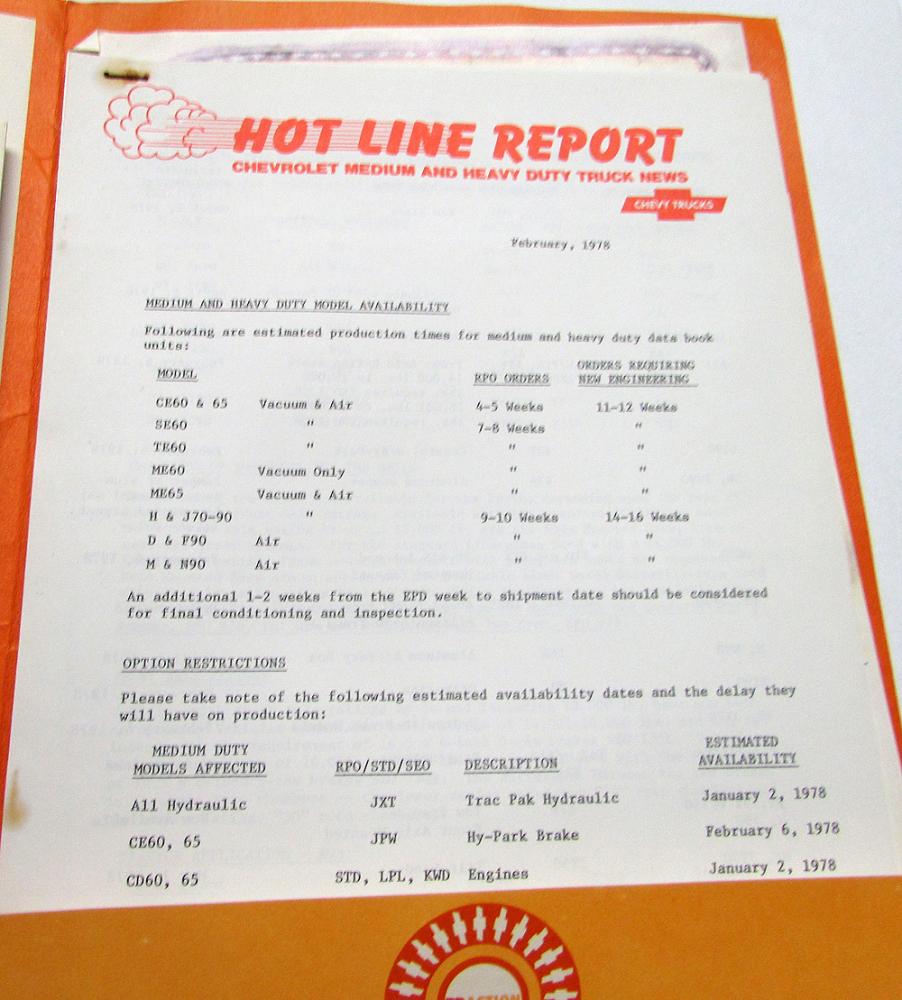 HOT LINE REPORT
CHEVROLET MEDIUM AND HEAVY DUTY TRUCK NEWS
CHEVY TRUCKS
February, 1978
MEDIUM AND HEAVY DUTY MODEL AVAILABILITY
Following are estimated production times for medium and heavy duty data book
units:
ORDERS REQUIRING
MODEL RPO ORDERS NEW ENGINEERING
CE60 & 65 Vacuum & Air 4-5 Weeks 11-12 Weeks
SE60 " 7-8 Weeks "
TE60 " " "
ME60 Vacuum Only " "
ME65 Vacuum & Air " "
H & J70-90 " 9-10 Weeks 14-16 Weeks
D & F90 Air " "
M & N90 Air " "
An additional 1-2 weeks from the EPD week to shipment date should be considered
for final conditioning and inspection.
OPTION RESTRICTIONS
Please take note of the following estimated availability dates and the delay they
will have on production:
MEDIUM DUTY ESTIMATED
MODELS AFFECTED RPO/STD/SEO DESCRIPTION AVAILABILITY
All Hydraulic JXT Trac Pak Hydraulic January 2, 1978
CE60, 65 JPW Hy-Park Brake February 6, 1978
CD60, 65 STD, LPL, KWD Engines January 2, 1978